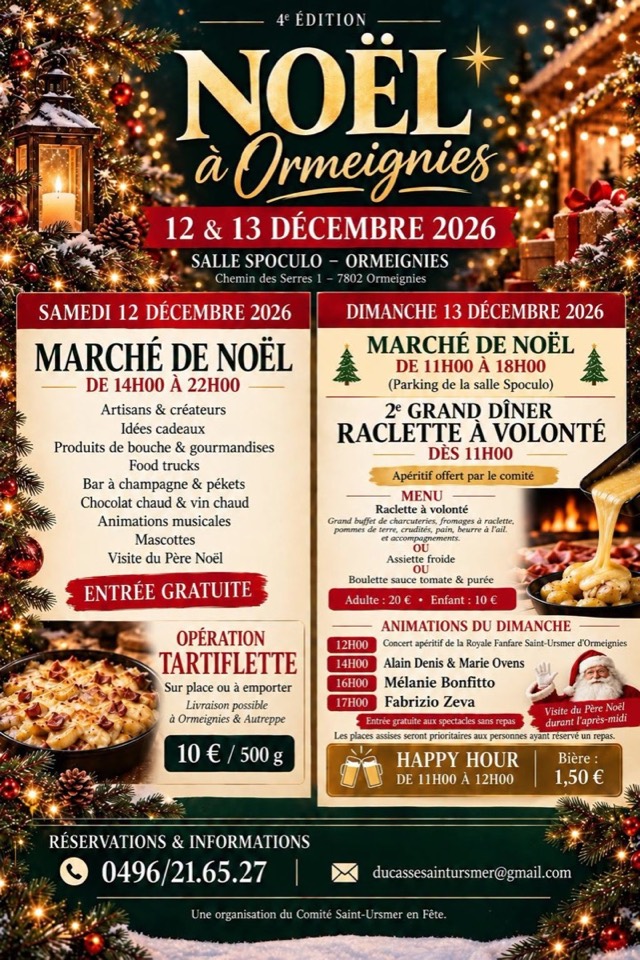 4e ÉDITION
NOËL
à Ormeignies
12 & 13 DÉCEMBRE 2026
SALLE SPOCULO – ORMEIGNIES
Chemin des Serres 1 – 7802 Ormeignies
SAMEDI 12 DÉCEMBRE 2026
MARCHÉ DE NOËL
DE 14H00 À 22H00
Artisans & créateurs
Idées cadeaux
Produits de bouche & gourmandises
Food trucks
Bar à champagne & pékets
Chocolat chaud & vin chaud
Animations musicales
Mascottes
Visite du Père Noël
ENTRÉE GRATUITE
OPÉRATION
TARTIFLETTE
Sur place ou à emporter
Livraison possible
à Ormeignies & Autreppe
10 € / 500 g
DIMANCHE 13 DÉCEMBRE 2026
MARCHÉ DE NOËL
DE 11H00 À 18H00
(Parking de la salle Spoculo)
2e GRAND DÎNER
RACLETTE À VOLONTÉ
DÈS 11H00
Apéritif offert par le comité
MENU
Raclette à volonté
Grand buffet de charcuteries, fromages à raclette,
pommes de terre, crudités, pain, beurre à l'ail.
et accompagnements.
OU
Assiette froide
OU
Boulette sauce tomate & purée
Adulte : 20 € • Enfant : 10 €
ANIMATIONS DU DIMANCHE
12H00 Concert apéritif de la Royale Fanfare Saint-Ursmer d'Ormeignies
14H00 Alain Denis & Marie Ovens
16H00 Mélanie Bonfitto
17H00 Fabrizio Zeva
Visite du Père Noël
durant l'après-midi
Entrée gratuite aux spectacles sans repas
Les places assises seront prioritaires aux personnes ayant réservé un repas.
HAPPY HOUR
DE 11H00 À 12H00
Bière :
1,50 €
RÉSERVATIONS & INFORMATIONS
0496/21.65.27
ducassesaintursmer@gmail.com
Une organisation du Comité Saint-Ursmer en Fête.